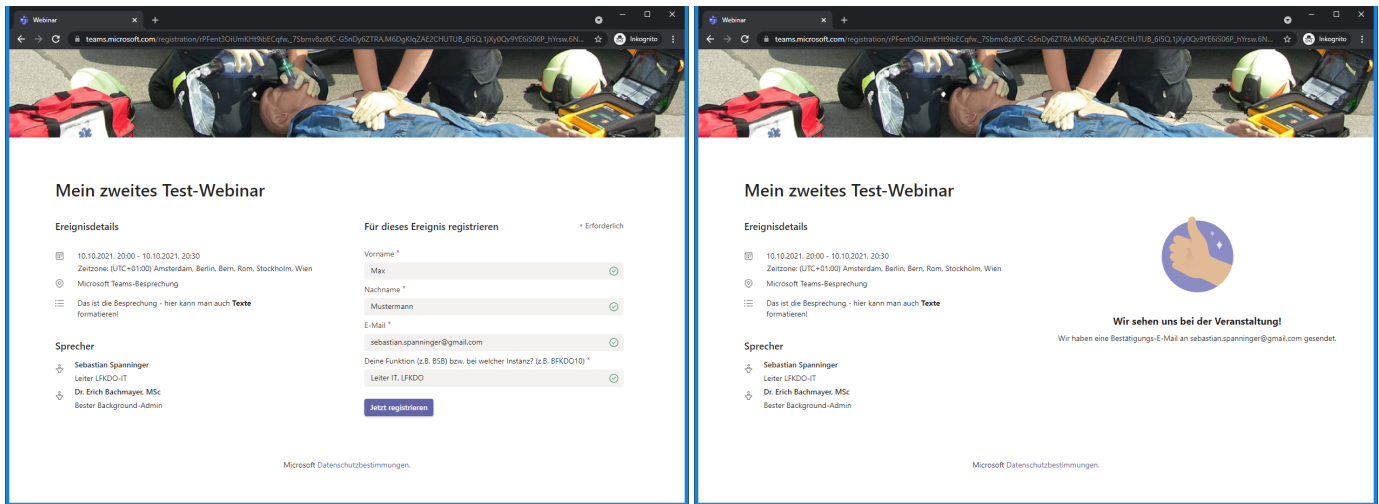 Webinar
teams.microsoft.com
Inkognito
Mein zweites Test-Webinar
Ereignisdetails
10.10.2021, 20:00 - 10.10.2021, 20:30
Zeitzone: (UTC+01:00) Amsterdam, Berlin, Bern, Rom, Stockholm, Wien
Microsoft Teams-Besprechung
Das ist die Besprechung - hier kann man auch Texte
formatieren!
Sprecher
Sebastian Spanninger
Leiter LFKDO-IT
Dr. Erich Bachmayer, MSc
Bester Background-Admin
Für dieses Ereignis registrieren
* Erforderlich
Vorname *
Max
Nachname *
Mustermann
E-Mail *
sebastian.spanninger@gmail.com
Deine Funktion (z.B. BSB) bzw. bei welcher Instanz? (z.B. BFKDO10) *
Leiter IT, LFKDO
Jetzt registrieren
Microsoft Datenschutzbestimmungen.
Webinar
teams.microsoft.com
Inkognito
Mein zweites Test-Webinar
Ereignisdetails
10.10.2021, 20:00 - 10.10.2021, 20:30
Zeitzone: (UTC+01:00) Amsterdam, Berlin, Bern, Rom, Stockholm, Wien
Microsoft Teams-Besprechung
Das ist die Besprechung - hier kann man auch Texte
formatieren!
Sprecher
Sebastian Spanninger
Leiter LFKDO-IT
Dr. Erich Bachmayer, MSc
Bester Background-Admin
Wir sehen uns bei der Veranstaltung!
Wir haben eine Bestätigungs-E-Mail an sebastian.spanninger@gmail.com gesendet.
Microsoft Datenschutzbestimmungen.